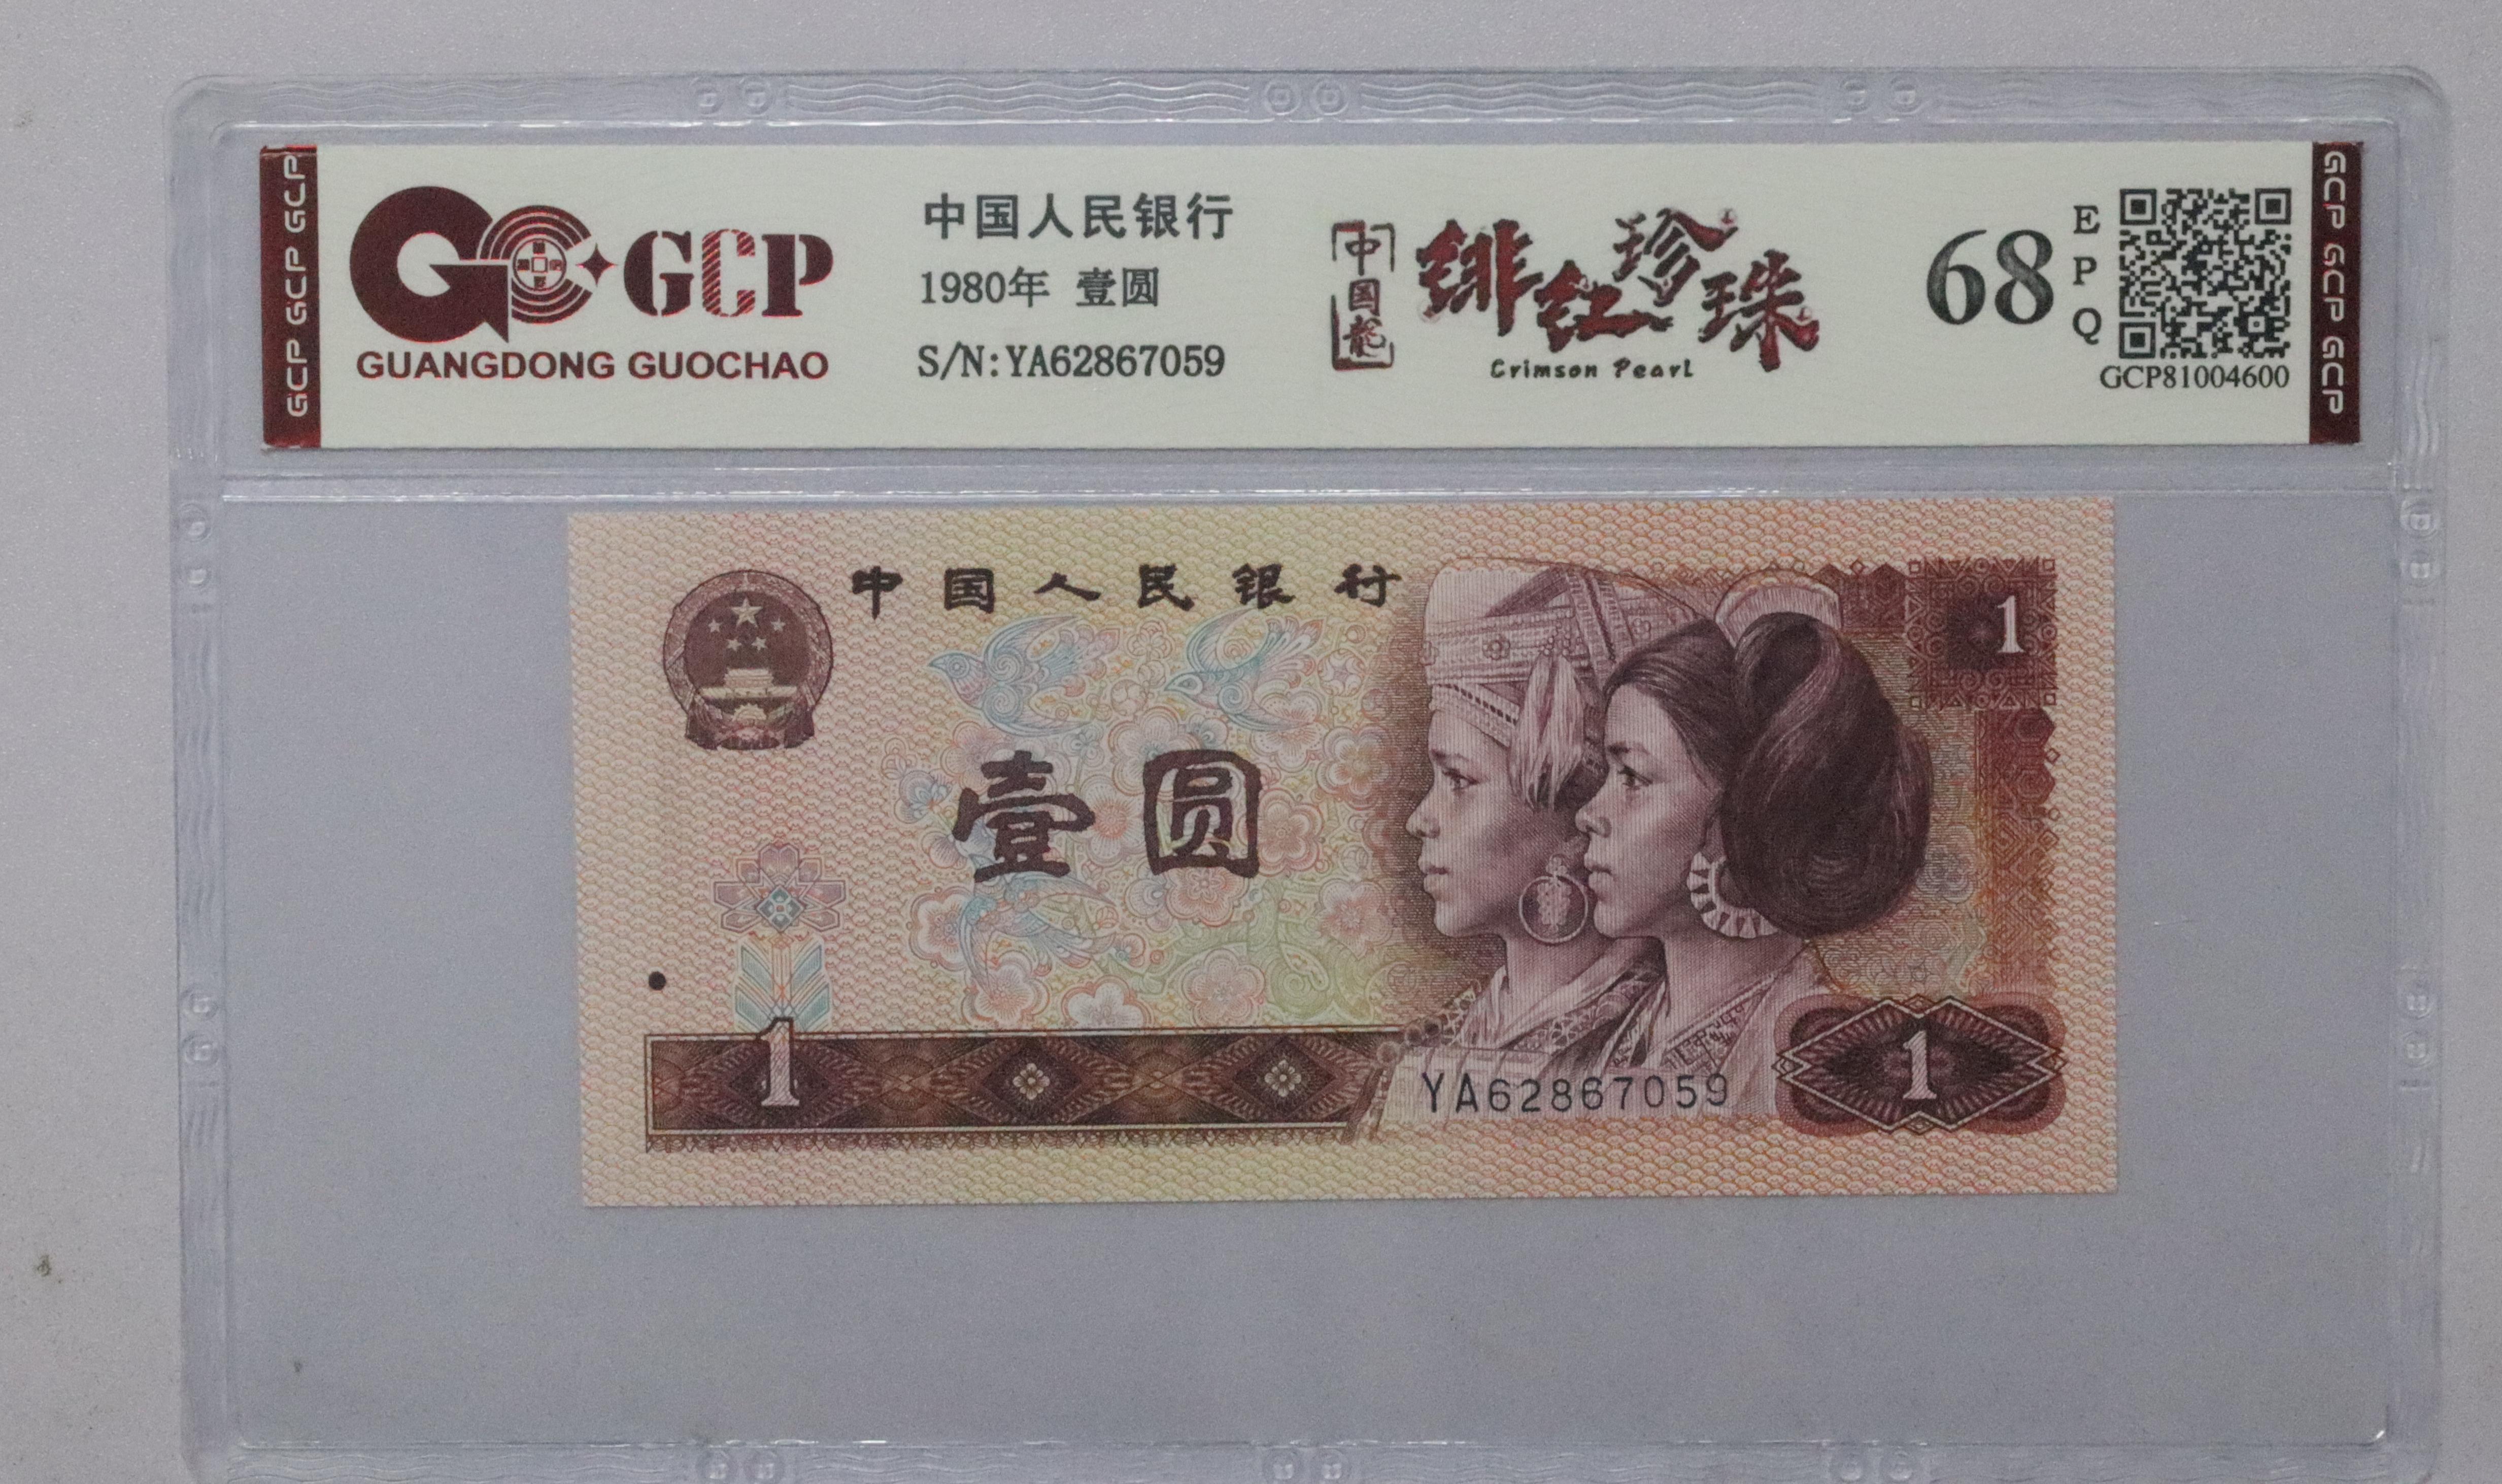 GCP GCP GCP
GCP
GUANGDONG GUOCHAO
中国人民银行
1980年 壹圆
S/N:YA62867059
中国龙
绯红珍珠
Crimson Pearl
68
EPQ
GCP81004600
GCP GCP GCP
中国人民银行
1
壹圆
1
YA62867059
1